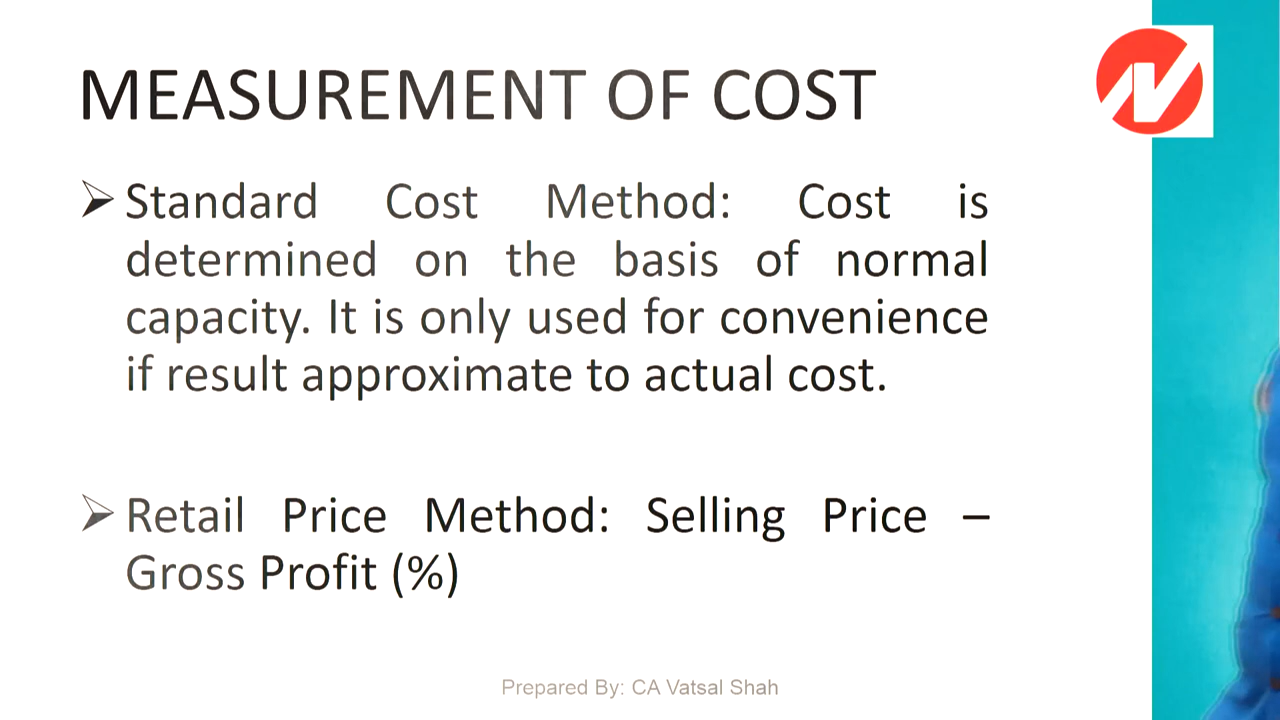 MEASUREMENT OF COST
➢ Standard Cost Method: Cost is
determined on the basis of normal
capacity. It is only used for convenience
if result approximate to actual cost.
➢ Retail Price Method: Selling Price –
Gross Profit (%)
Prepared By: CA Vatsal Shah